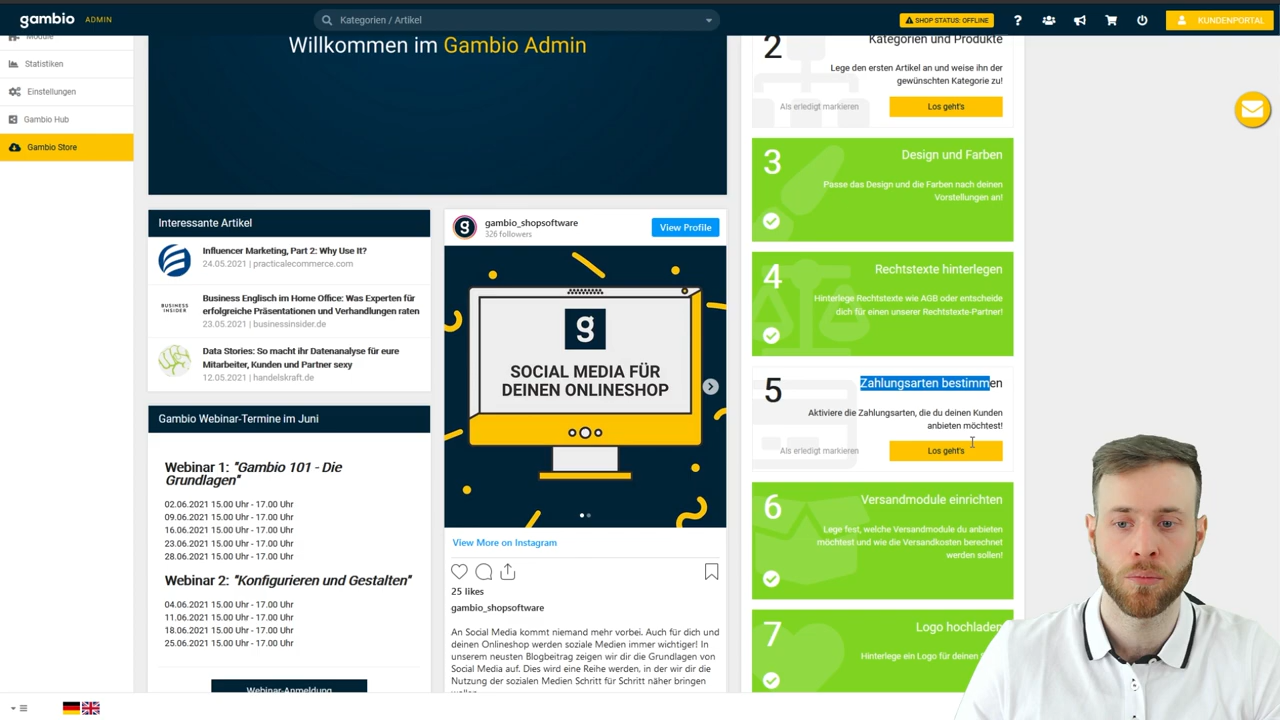 gambio ADMIN
Kategorien / Artikel
SHOP STATUS: OFFLINE
?
KUNDENPORTAL
Module
Statistiken
Einstellungen
Gambio Hub
Gambio Store
Willkommen im Gambio Admin
Interessante Artikel
Influencer Marketing, Part 2: Why Use It?
24.05.2021 | practicalecommerce.com
BUSINESS
INSIDER
Business Englisch im Home Office: Was Experten für
erfolgreiche Präsentationen und Verhandlungen raten
23.05.2021 | businessinsider.de
Data Stories: So macht ihr Datenanalyse für eure
Mitarbeiter, Kunden und Partner sexy
12.05.2021 | handelskraft.de
Gambio Webinar-Termine im Juni
Webinar 1: "Gambio 101 - Die
Grundlagen"
02.06.2021 15.00 Uhr - 17.00 Uhr
09.06.2021 15.00 Uhr - 17.00 Uhr
16.06.2021 15.00 Uhr - 17.00 Uhr
23.06.2021 15.00 Uhr - 17.00 Uhr
28.06.2021 15.00 Uhr - 17.00 Uhr
Webinar 2: "Konfigurieren und Gestalten"
04.06.2021 15.00 Uhr - 17.00 Uhr
11.06.2021 15.00 Uhr - 17.00 Uhr
18.06.2021 15.00 Uhr - 17.00 Uhr
25.06.2021 15.00 Uhr - 17.00 Uhr
Webinar-Anmeldung
g
gambio_shopsoftware
326 followers
View Profile
g
SOCIAL MEDIA FÜR
DEINEN ONLINESHOP
View More on Instagram
25 likes
gambio_shopsoftware
An Social Media kommt niemand mehr vorbei. Auch für dich und
deinen Onlineshop werden soziale Medien immer wichtiger! In
unserem neusten Blogbeitrag zeigen wir dir die Grundlagen von
Social Media auf. Dies wird eine Reihe werden, in der wir dir die
Nutzung der sozialen Medien Schritt für Schritt näher bringen
wollen.
2
Kategorien und Produkte
Lege den ersten Artikel an und weise ihn der
gewünschten Kategorie zu!
Als erledigt markieren
Los geht's
3
Design und Farben
Passe das Design und die Farben nach deinen
Vorstellungen an!
4
Rechtstexte hinterlegen
Hinterlege Rechtstexte wie AGB oder entscheide
dich für einen unserer Rechtstexte-Partner!
5
Zahlungsarten bestimmen
Aktiviere die Zahlungsarten, die du deinen Kunden
anbieten möchtest!
Als erledigt markieren
Los geht's
6
Versandmodule einrichten
Lege fest, welche Versandmodule du anbieten
möchtest und wie die Versandkosten berechnet
werden sollen!
7
Logo hochladen
Hinterlege ein Logo für deinen